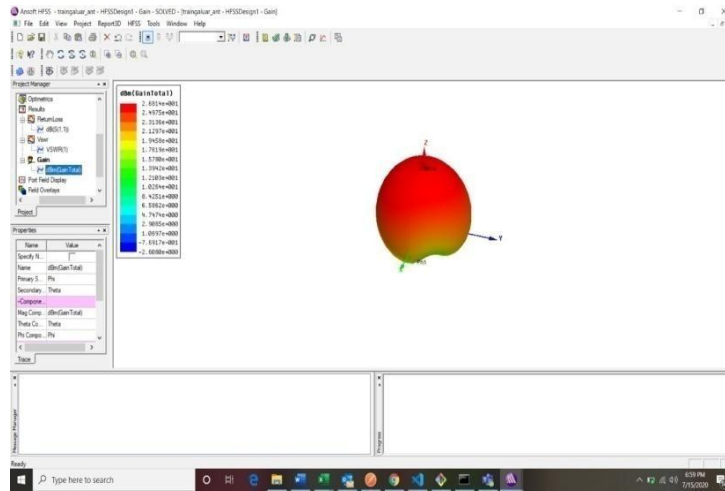 Ansoft HFSS - SOLVED - [traingaluar_ant - HFSSDesign1 - Gain]
File Edit View Project Report3D HFSS Tools Window Help
Project Manager
Optimetrics
Results
ReturnLoss
dB(S(1,1))
Vswr
VSWR(1)
Gain
dBm(GainTotal)
Port Field Display
Field Overlays
Project
Properties
Name Value
Specify N...
Name dBm(GainTotal)
Primary S... Phi
Secondary... Theta
-Compone...
Mag Comp... dBm(GainTotal)
Theta Co... Theta
Phi Compo... Phi
Trace
dBm(GainTotal)
2.6814e+001
2.4975e+001
2.3136e+001
2.1297e+001
1.9458e+001
1.7619e+001
1.5780e+001
1.3942e+001
1.2103e+001
1.0264e+001
8.4251e+000
6.5862e+000
4.7474e+000
2.9085e+000
1.0697e+000
-7.6917e-001
-2.6080e+000
Z
Y
Phi
Message Manager
Progress
Ready
Type here to search
6:59 PM
7/15/2020